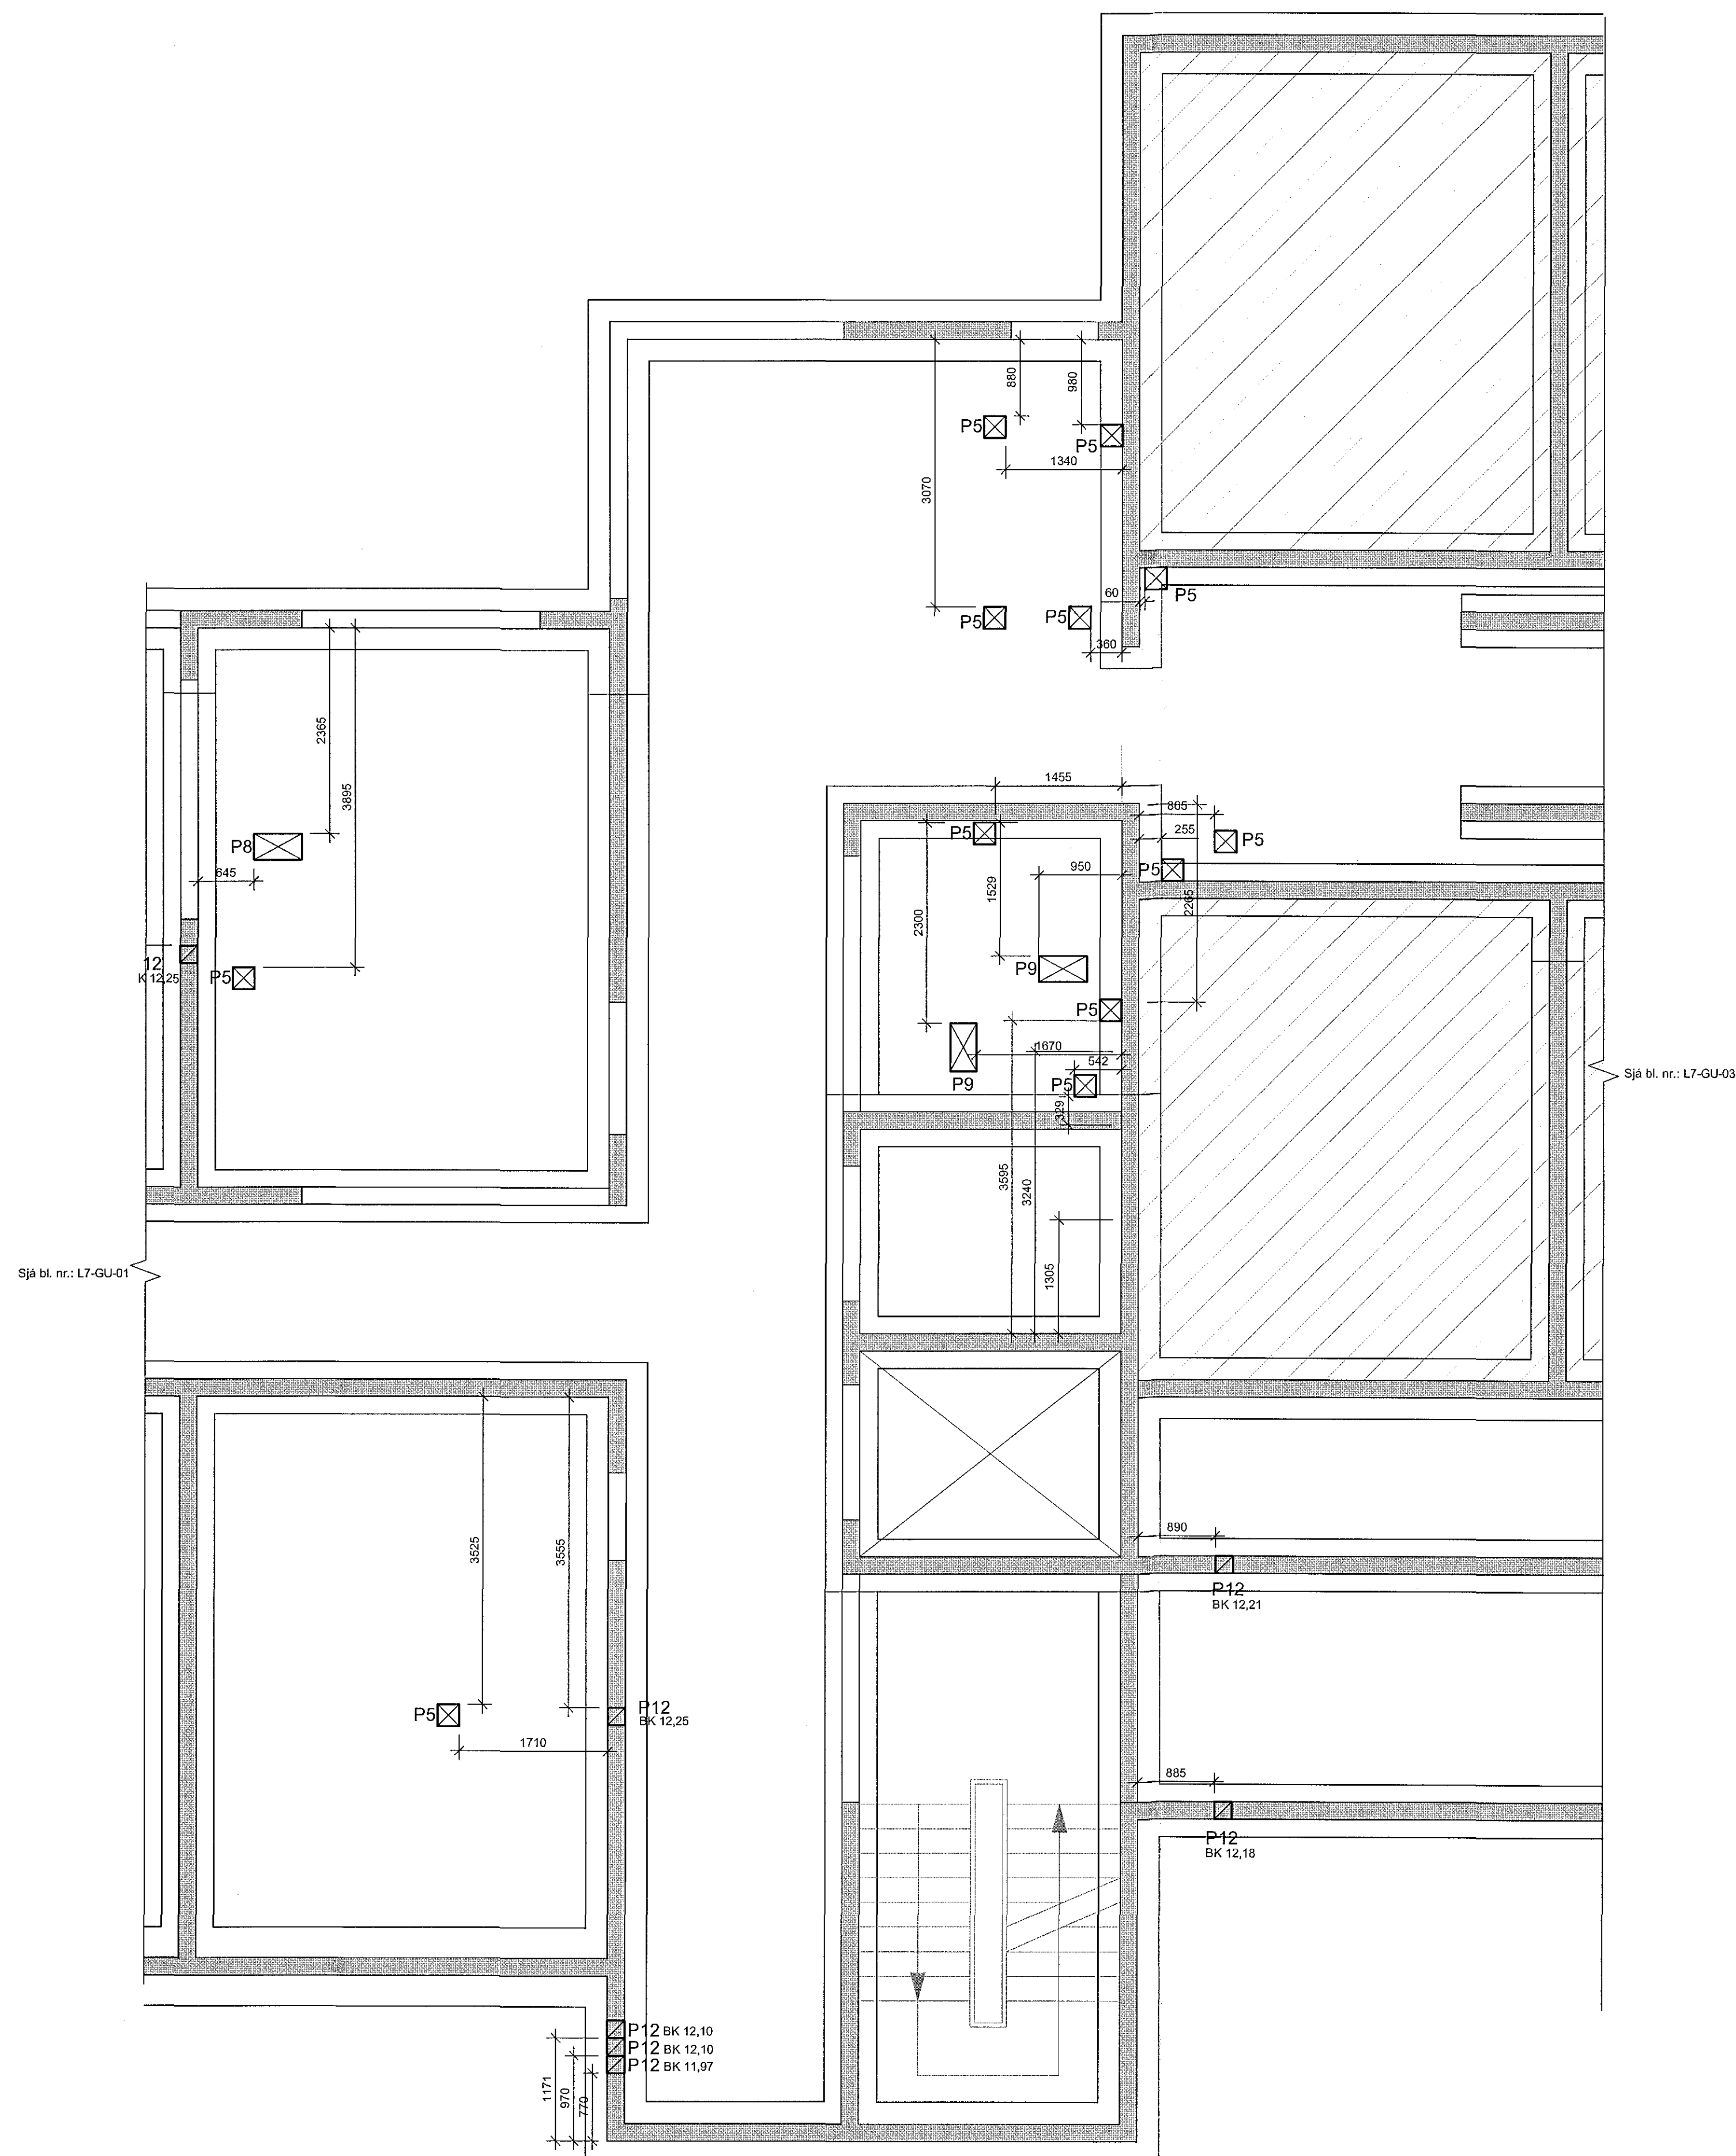 880
980
P5
P5
1340
3070
60
P5
P5
P5
360
2365
3895
1455
865
255
P5
P5
P5
P8
645
950
1529
2300
2265
12
K 12,25
P5
P9
P5
1670
542
P9
P5
329
Sjá bl. nr.: L7-GU-03
3595
3240
1305
Sjá bl. nr.: L7-GU-01
3525
3555
890
P12
BK 12,21
P5
P12
BK 12,25
1710
885
P12
BK 12,18
P12 BK 12,10
P12 BK 12,10
P12 BK 11,97
1171
970
770